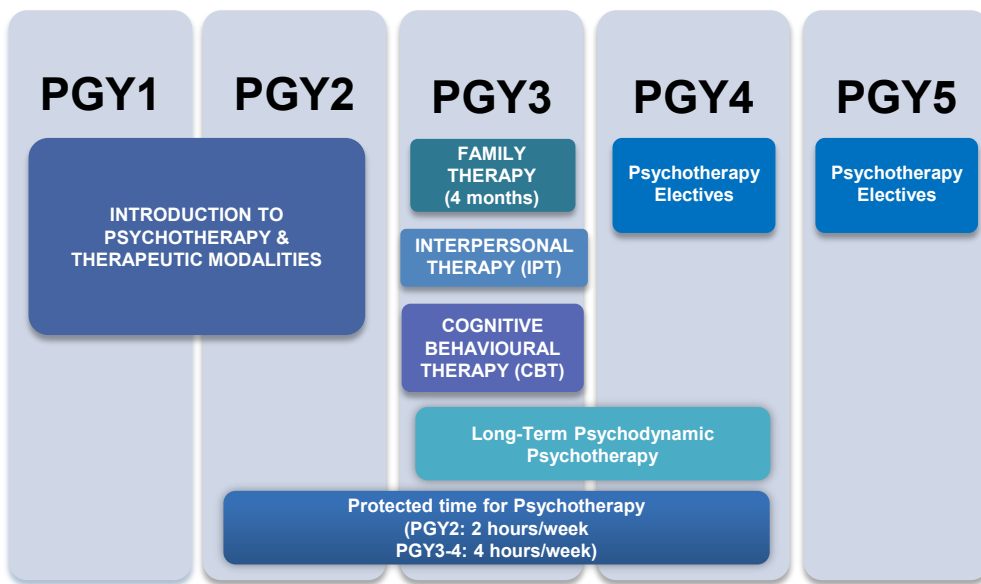 PGY1
PGY2
PGY3
PGY4
PGY5
INTRODUCTION TO
PSYCHOTHERAPY &
THERAPEUTIC MODALITIES
FAMILY
THERAPY
(4 months)
INTERPERSONAL
THERAPY (IPT)
COGNITIVE
BEHAVIOURAL
THERAPY (CBT)
Psychotherapy
Electives
Psychotherapy
Electives
Long-Term Psychodynamic
Psychotherapy
Protected time for Psychotherapy
(PGY2: 2 hours/week
PGY3-4: 4 hours/week)